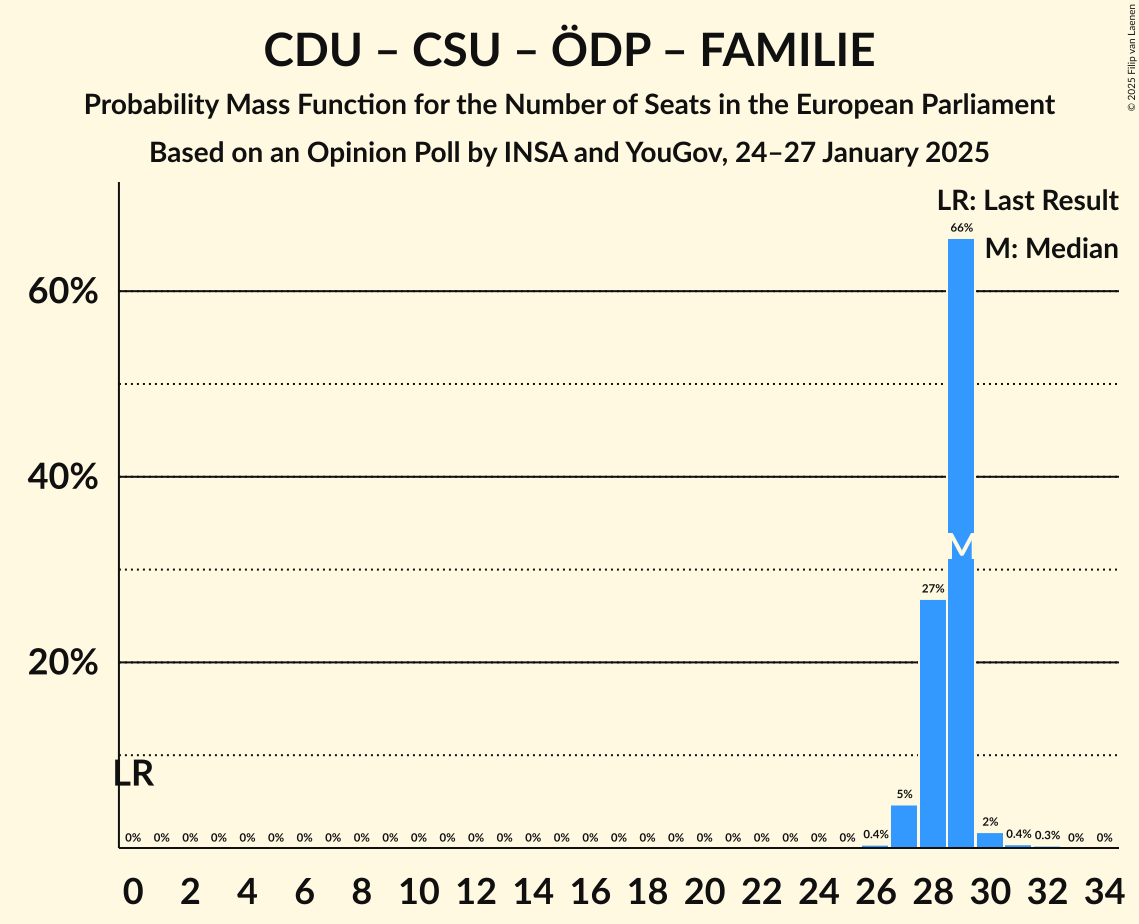 CDU – CSU – ÖDP – FAMILIE
Probability Mass Function for the Number of Seats in the European Parliament
Based on an Opinion Poll by INSA and YouGov, 24–27 January 2025
© 2025 Filip van Laenen
LR: Last Result
M: Median
66%
60%
40%
M
27%
20%
LR
5%
0% 0% 0% 0% 0% 0% 0% 0% 0% 0% 0% 0% 0% 0% 0% 0% 0% 0% 0% 0% 0% 0% 0% 0% 0% 0% 0.4% 2% 0.4% 0.3% 0% 0%
0 2 4 6 8 10 12 14 16 18 20 22 24 26 28 30 32 34